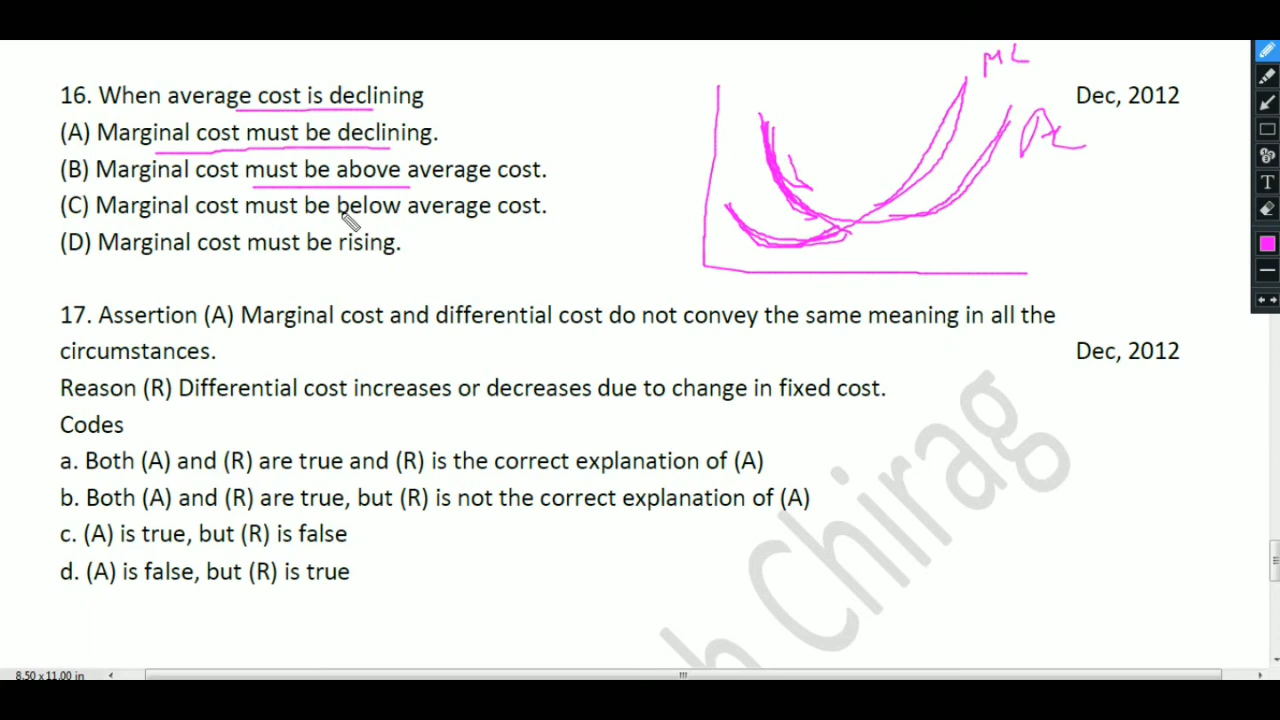 MC
16. When average cost is declining Dec, 2012
(A) Marginal cost must be declining.
AC
(B) Marginal cost must be above average cost.
(C) Marginal cost must be below average cost.
(D) Marginal cost must be rising.
17. Assertion (A) Marginal cost and differential cost do not convey the same meaning in all the
circumstances. Dec, 2012
Reason (R) Differential cost increases or decreases due to change in fixed cost.
Codes
a. Both (A) and (R) are true and (R) is the correct explanation of (A)
b. Both (A) and (R) are true, but (R) is not the correct explanation of (A)
c. (A) is true, but (R) is false
d. (A) is false, but (R) is true
h Chirag
8.50 x 11.00 in